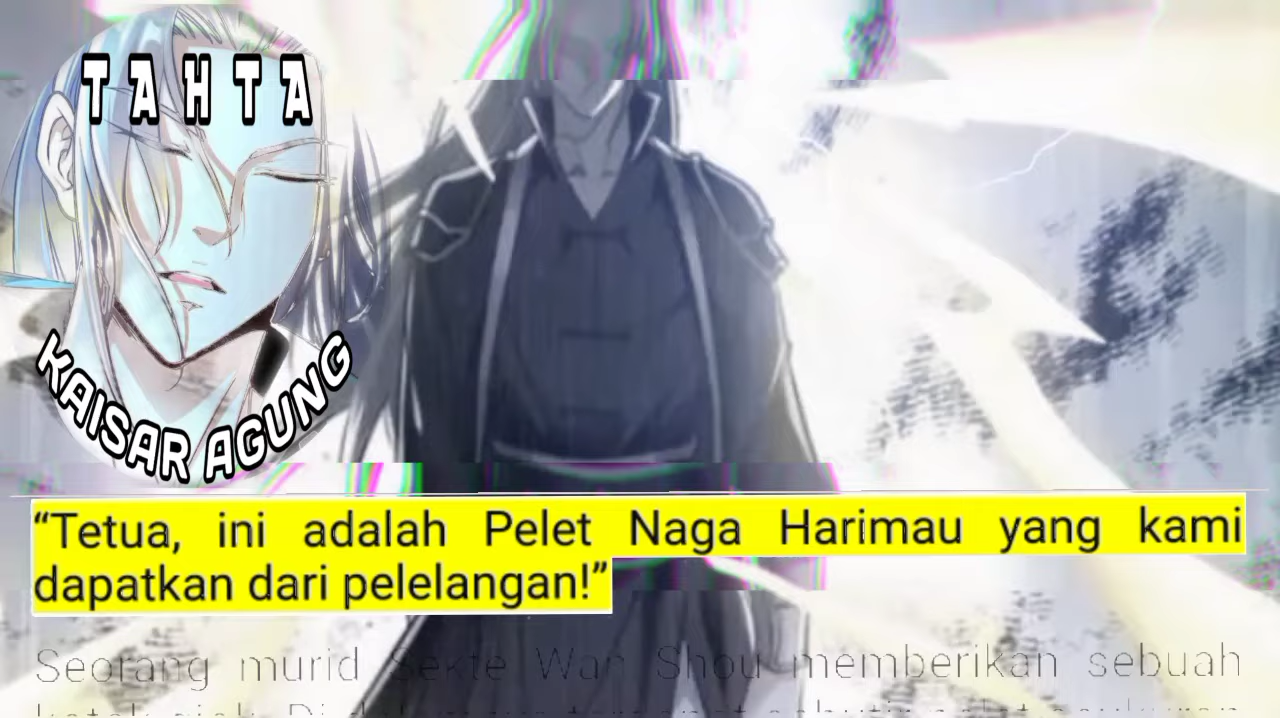 TAHTA
KAISAR AGUNG
“Tetua, ini adalah Pelet Naga Harimau yang kami
dapatkan dari pelelangan!”
Seorang murid Sekte Wan Shou memberikan sebuah